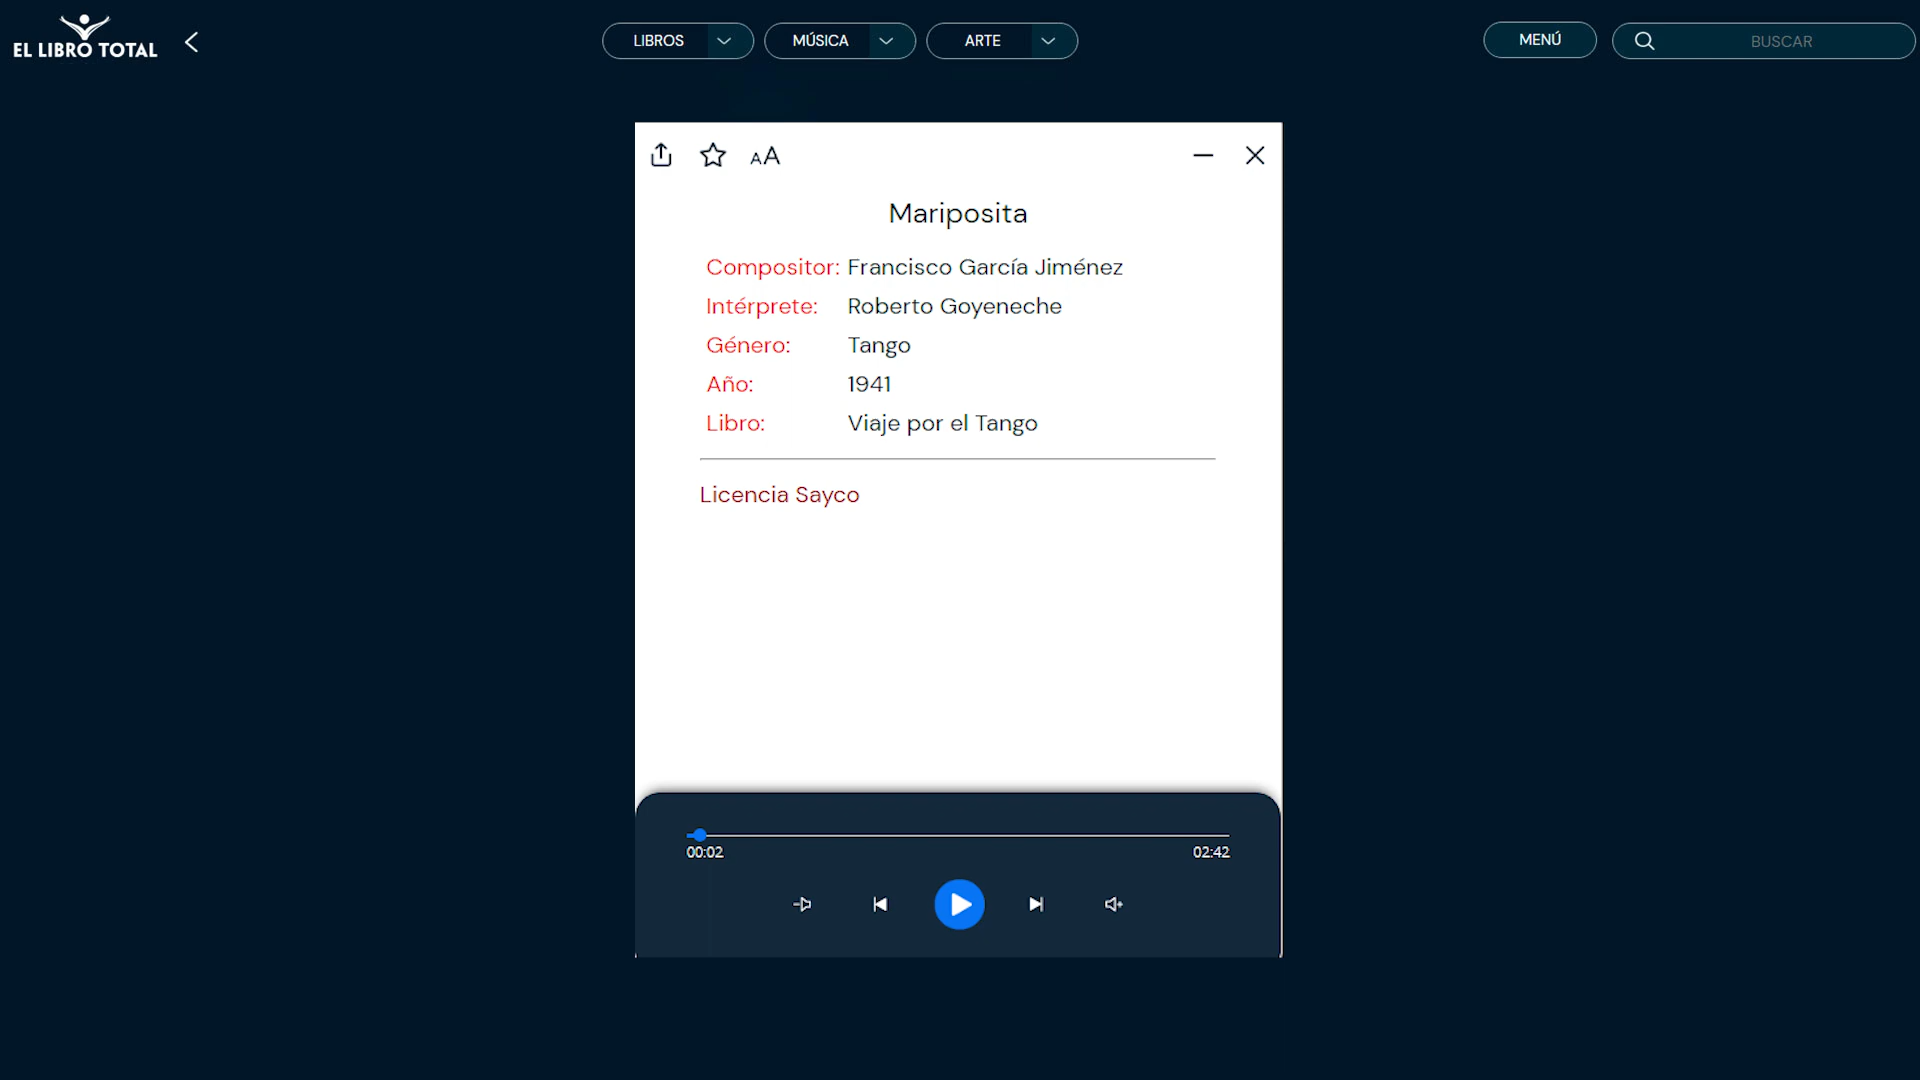 EL LIBRO TOTAL
LIBROS
MÚSICA
ARTE
MENÚ
BUSCAR
AA
Mariposita
Compositor: Francisco García Jiménez
Intérprete: Roberto Goyeneche
Género: Tango
Año: 1941
Libro: Viaje por el Tango
Licencia Sayco
00:02
02:42